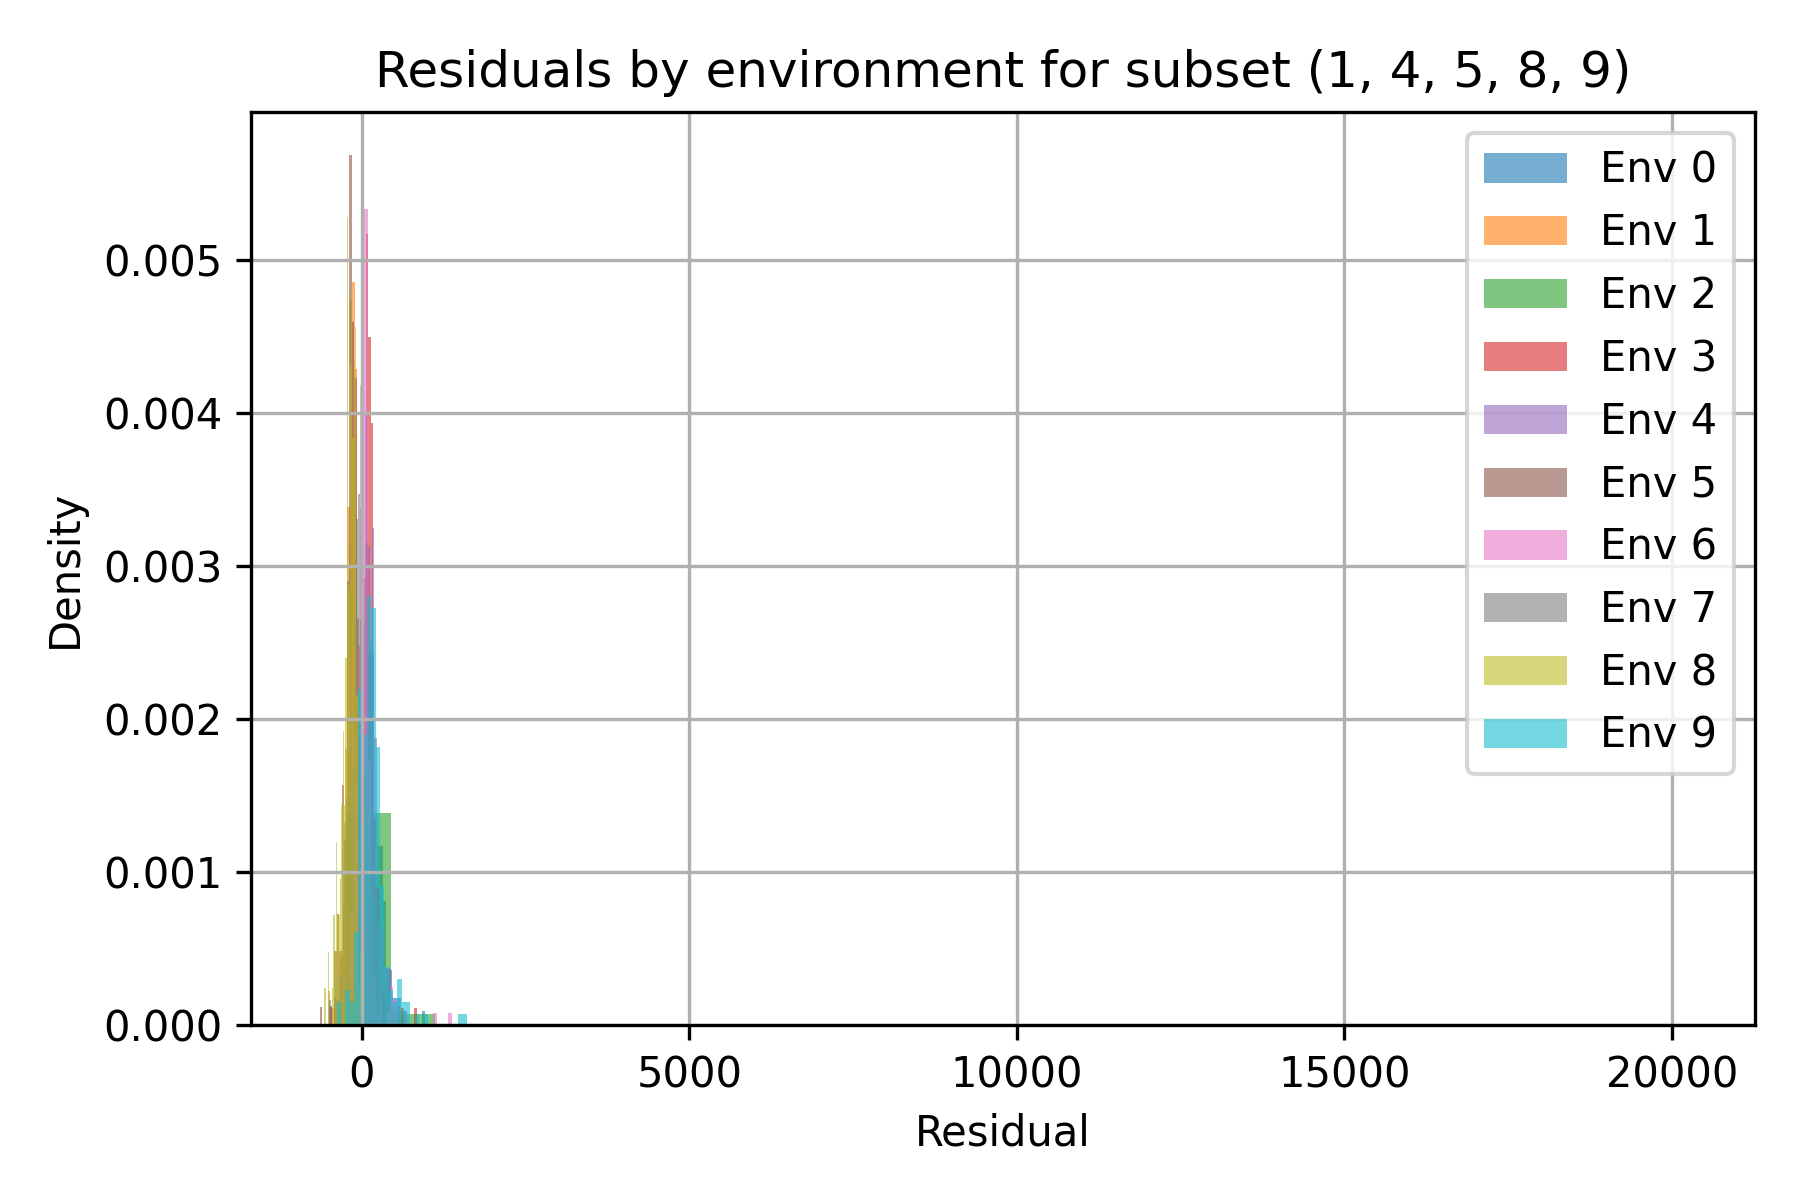 Residuals by environment for subset (1, 4, 5, 8, 9)
Density
0.005
0.004
0.003
0.002
0.001
0.000
0
5000
10000
15000
20000
Residual
Env 0
Env 1
Env 2
Env 3
Env 4
Env 5
Env 6
Env 7
Env 8
Env 9